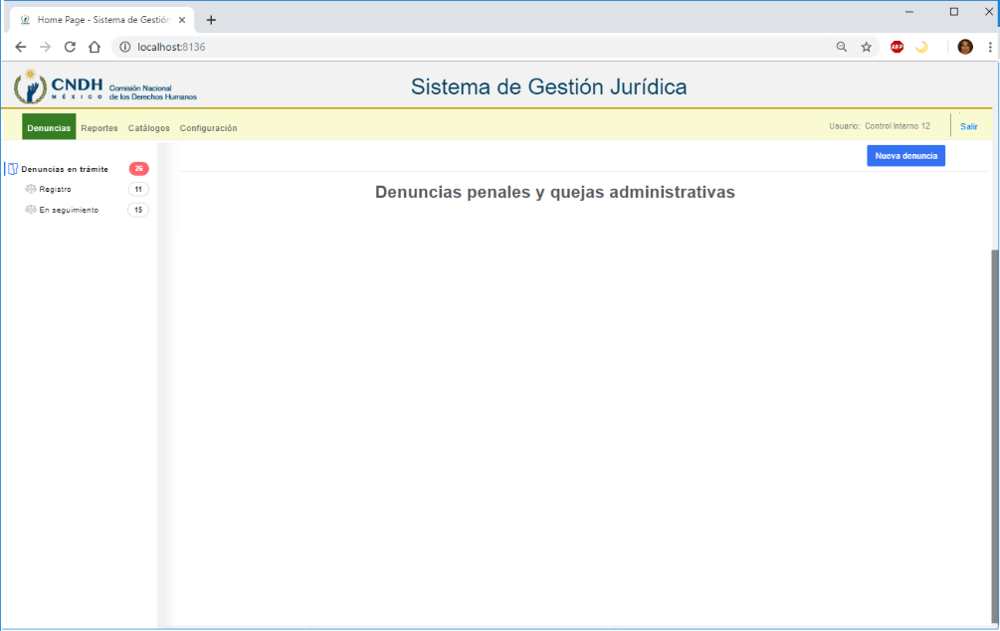 Home Page - Sistema de Gestión
localhost:8136
ABP
CNDH
MÉXICO
Comisión Nacional
de los Derechos Humanos
Sistema de Gestión Jurídica
Denuncias Reportes Catálogos Configuración
Usuario: Control Interno 12
Salir
Nueva denuncia
Denuncias en trámite 26
Registro 11
En seguimiento 15
Denuncias penales y quejas administrativas